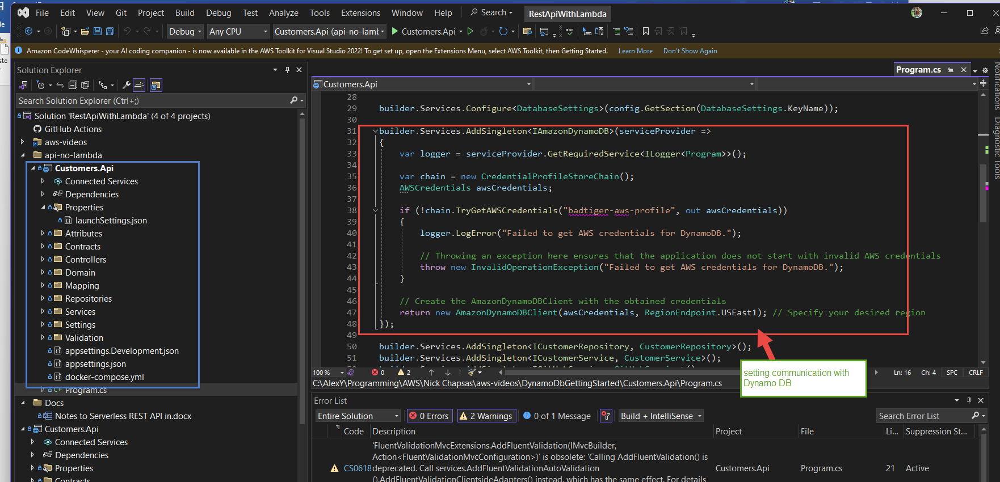 File Edit View Git Project Build Debug Test Analyze Tools Extensions Window Help Search RestApiWithLambda
Debug Any CPU Customers.Api (api-no-laml Customers.Api
Amazon CodeWhisperer - your AI coding companion - is now available in the AWS Toolkit for Visual Studio 2022! To get set up, open the Extensions Menu, select AWS Toolkit, then Getting Started. Learn More Don't Show Again
Solution Explorer
Search Solution Explorer (Ctrl+;)
Solution 'RestApiWithLambda' (4 of 4 projects)
GitHub Actions
aws-videos
api-no-lambda
Customers.Api
Connected Services
Dependencies
Properties
launchSettings.json
Attributes
Contracts
Controllers
Domain
Mapping
Repositories
Services
Settings
Validation
appsettings.Development.json
appsettings.json
docker-compose.yml
Program.cs
Docs
Notes to Serverless REST API in.docx
Customers.Api
Connected Services
Dependencies
Properties
Contracts
Program.cs
Customers.Api
28
29 builder.Services.Configure<DatabaseSettings>(config.GetSection(DatabaseSettings.KeyName));
30
31 builder.Services.AddSingleton<IAmazonDynamoDB>(serviceProvider =>
32 {
33 var logger = serviceProvider.GetRequiredService<ILogger<Program>>();
34
35 var chain = new CredentialProfileStoreChain();
36 AWSCredentials awsCredentials;
37
38 if (!chain.TryGetAWSCredentials("badtiger-aws-profile", out awsCredentials))
39 {
40 logger.LogError("Failed to get AWS credentials for DynamoDB.");
41
42 // Throwing an exception here ensures that the application does not start with invalid AWS credentials
43 throw new InvalidOperationException("Failed to get AWS credentials for DynamoDB.");
44 }
45
46 // Create the AmazonDynamoDBClient with the obtained credentials
47 return new AmazonDynamoDBClient(awsCredentials, RegionEndpoint.USEast1); // Specify your desired region
48 });
49
50 builder.Services.AddSingleton<ICustomerRepository, CustomerRepository>();
51 builder.Services.AddSingleton<ICustomerService, CustomerService>();
setting communication with
Dynamo DB
100 % 0 2 Ln: 16 Ch: 4 SPC CRLF
C:\AlexY\Programming\AWS\Nick Chapsas\aws-videos\DynamoDbGettingStarted\Customers.Api\Program.cs
Error List
Entire Solution 0 Errors 2 Warnings 0 of 1 Message Build + IntelliSense Search Error List
Code Description Project File Li... Suppression St...
'FluentValidationMvcExtensions.AddFluentValidation(IMvcBuilder,
Action<FluentValidationMvcConfiguration>)' is obsolete: 'Calling AddFluentValidation() is
CS0618 deprecated. Call services.AddFluentValidationAutoValidation Customers.Api Program.cs 21 Active
().AddFluentValidationClientsideAdapters() instead, which has the same effect. For details
Notifications
Diagnostic Tools